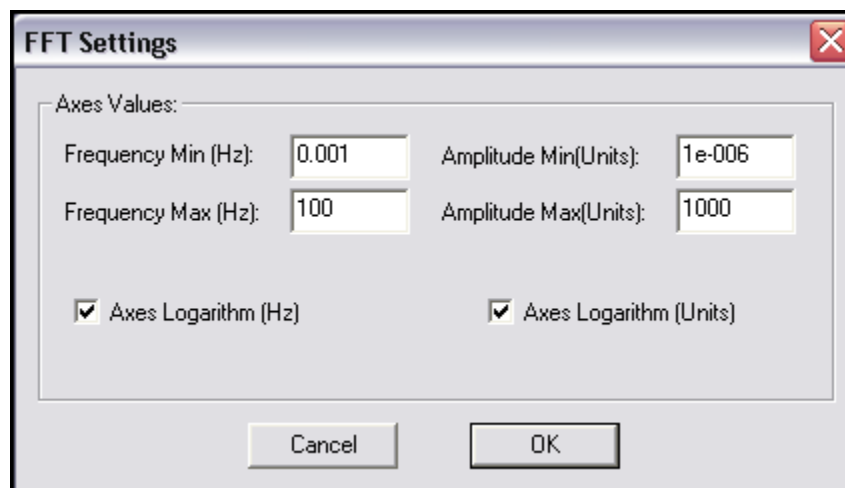 FFT Settings
Axes Values:
Frequency Min (Hz): 0.001 Amplitude Min(Units): 1e-006
Frequency Max (Hz): 100 Amplitude Max(Units): 1000
Axes Logarithm (Hz) Axes Logarithm (Units)
Cancel OK